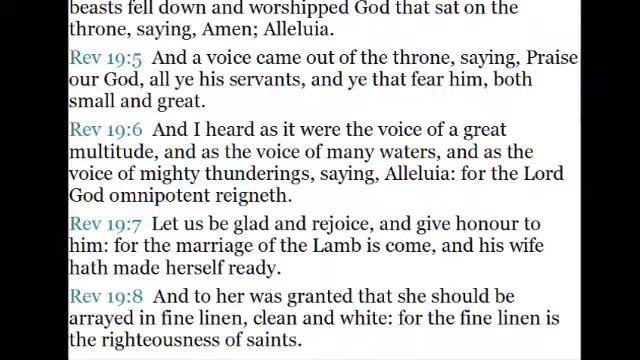 beasts fell down and worshipped God that sat on the
throne, saying, Amen; Alleluia.
Rev 19:5 And a voice came out of the throne, saying, Praise
our God, all ye his servants, and ye that fear him, both
small and great.
Rev 19:6 And I heard as it were the voice of a great
multitude, and as the voice of many waters, and as the
voice of mighty thunderings, saying, Alleluia: for the Lord
God omnipotent reigneth.
Rev 19:7 Let us be glad and rejoice, and give honour to
him: for the marriage of the Lamb is come, and his wife
hath made herself ready.
Rev 19:8 And to her was granted that she should be
arrayed in fine linen, clean and white: for the fine linen is
the righteousness of saints.